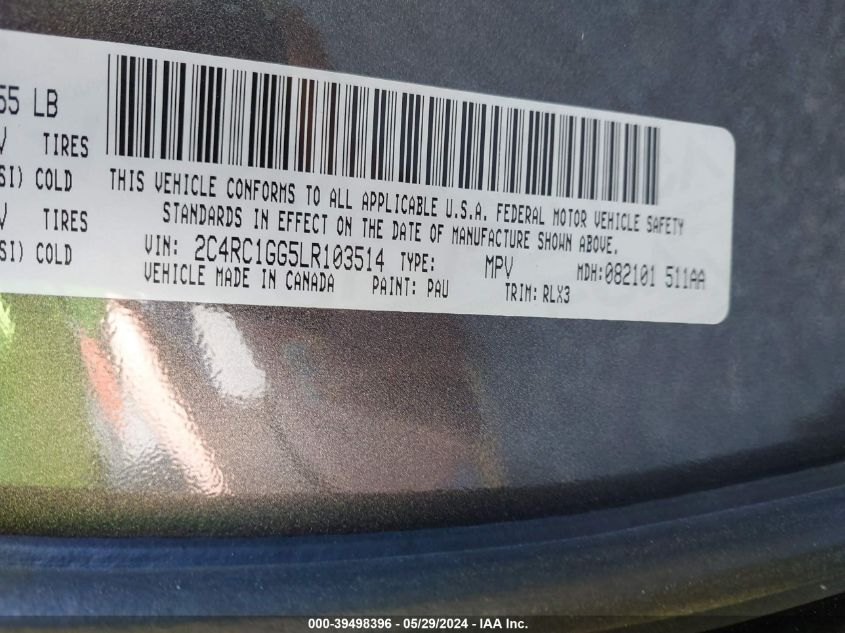 55 LB
TIRES
SI) COLD
TIRES
SI) COLD
THIS VEHICLE CONFORMS TO ALL APPLICABLE U.S.A. FEDERAL MOTOR VEHICLE SAFETY
STANDARDS IN EFFECT ON THE DATE OF MANUFACTURE SHOWN ABOVE.
VIN: 2C4RC1GG5LR103514 TYPE: MPV MDH:082101 511AA
VEHICLE MADE IN CANADA PAINT: PAU TRIM: RLX3
000-39498396 - 05/29/2024 - IAA Inc.